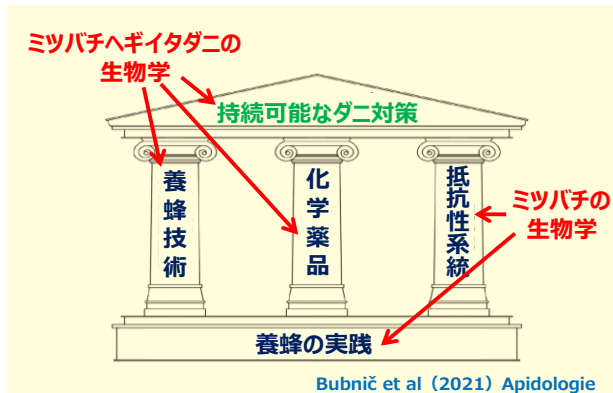 ミツバチヘギイタダニの
生物学
持続可能なダニ対策
養蜂技術
化学薬品
抵抗性系統
ミツバチの
生物学
養蜂の実践
Bubnič et al（2021）Apidologie